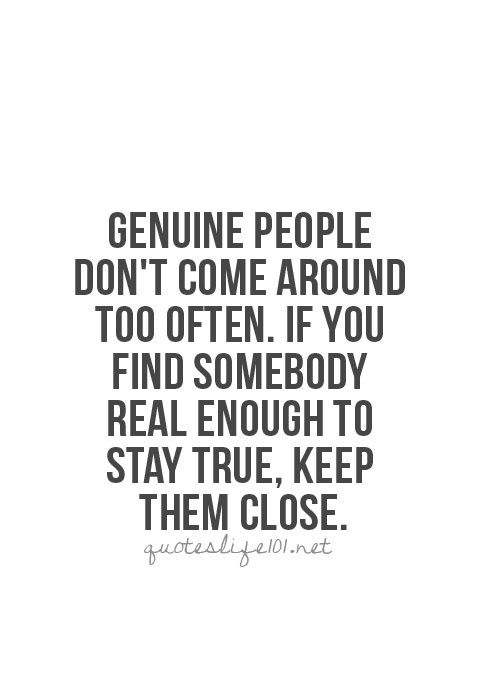 GENUINE PEOPLE
DON'T COME AROUND
TOO OFTEN. IF YOU
FIND SOMEBODY
REAL ENOUGH TO
STAY TRUE, KEEP
THEM CLOSE.
quoteslife101.net